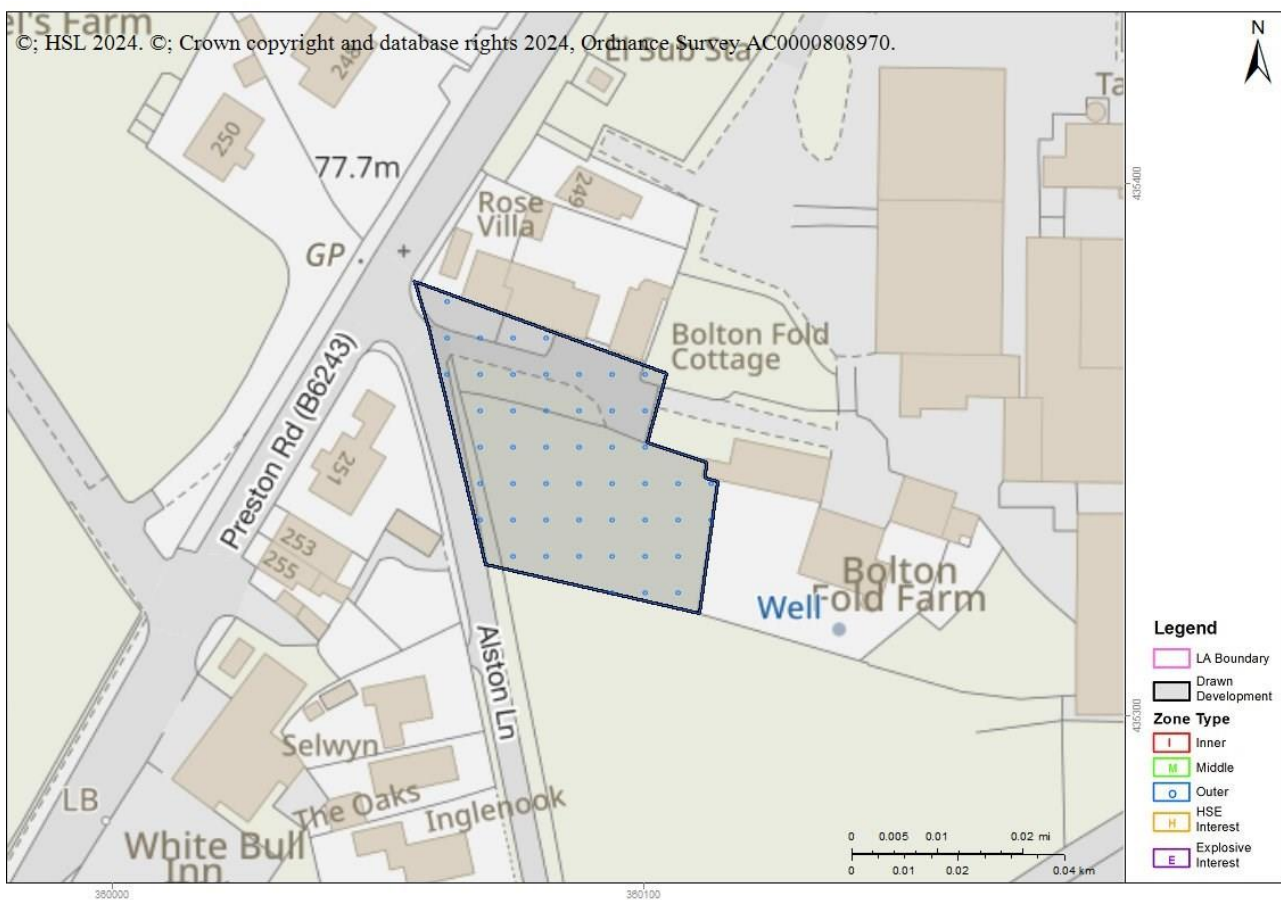 el's Farm
©; HSL 2024. ©; Crown copyright and database rights 2024, Ordnance Survey AC0000808970.
El Sub Sta
N
248
250
77.7m
249
Rose
Villa
GP
435400
Bolton Fold
Cottage
Preston Rd (B6243)
251
253
255
Bolton
Fold Farm
Well
Alston Ln
Selwyn
The Oaks
Inglenook
LB
White Bull
Inn
435300
Legend
LA Boundary
Drawn
Development
Zone Type
I Inner
M Middle
O Outer
H HSE
Interest
E Explosive
Interest
0 0.005 0.01 0.02 mi
0 0.01 0.02 0.04 km
360000
360100